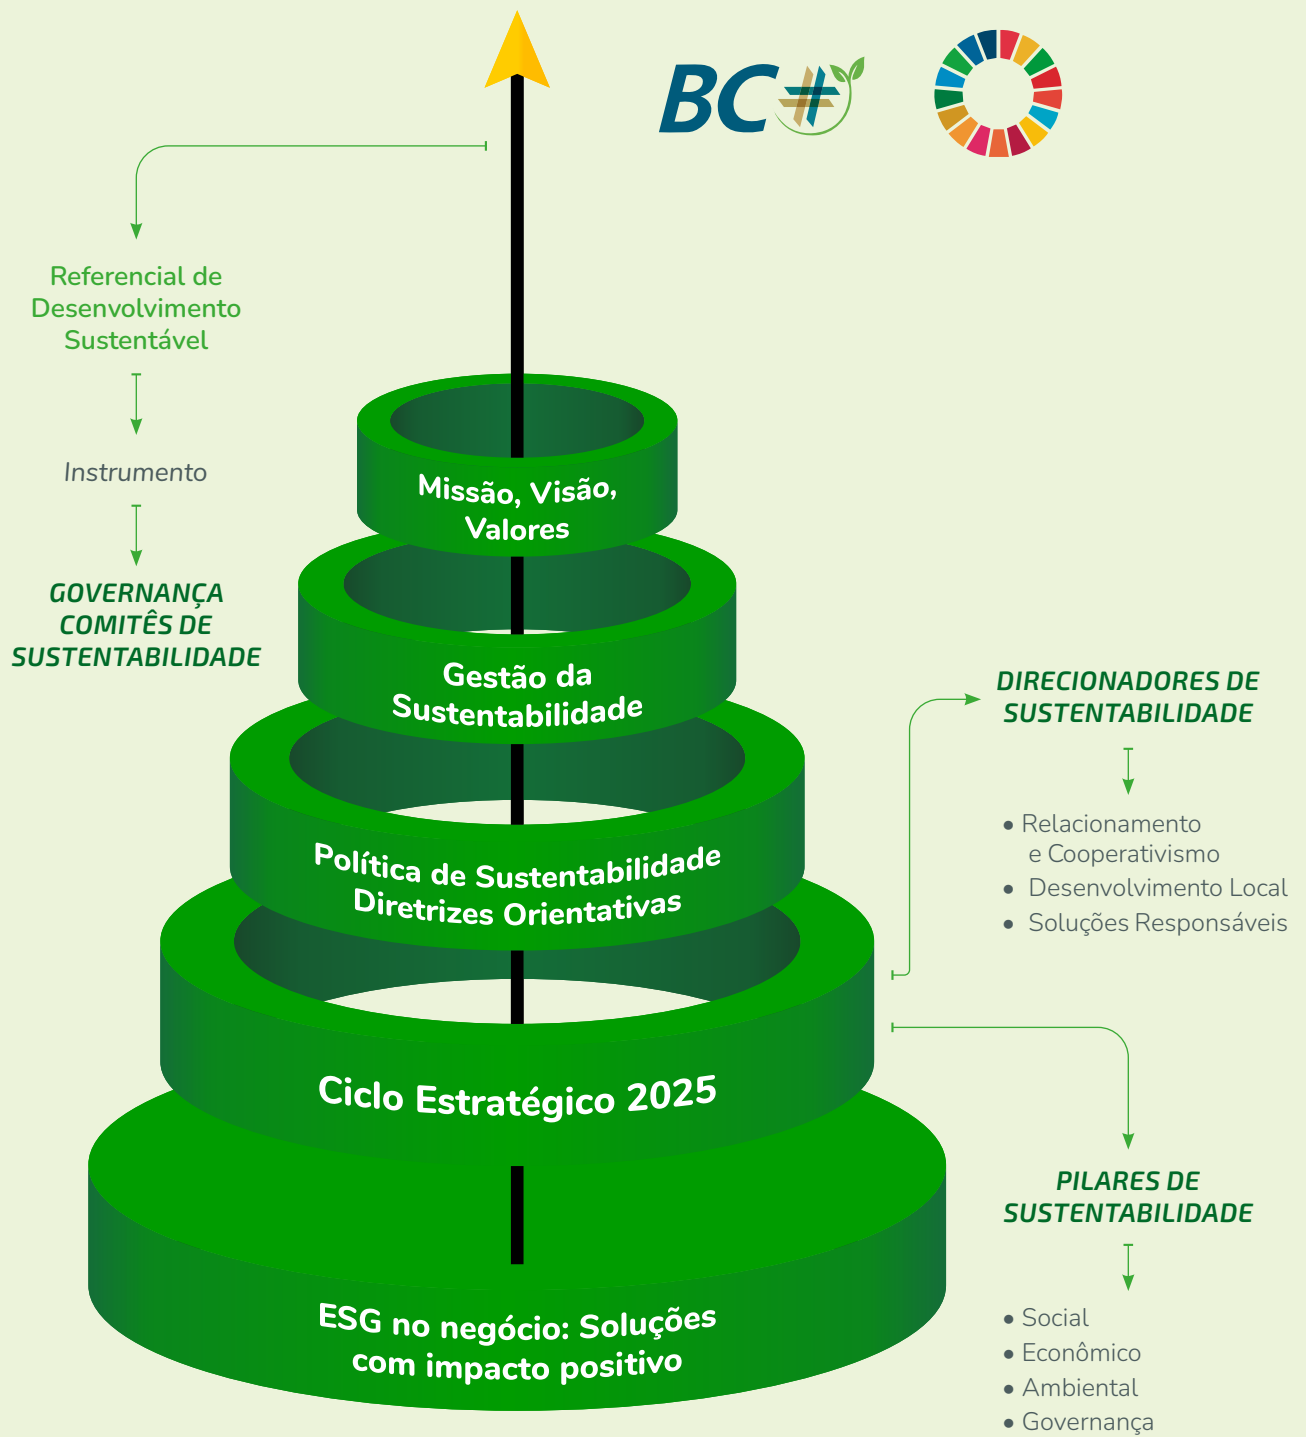 BC#
Referencial de
Desenvolvimento
Sustentável
Instrumento
GOVERNANÇA
COMITÊS DE
SUSTENTABILIDADE
Missão, Visão,
Valores
Gestão da
Sustentabilidade
Política de Sustentabilidade
Diretrizes Orientativas
Ciclo Estratégico 2025
ESG no negócio: Soluções
com impacto positivo
DIRECIONADORES DE
SUSTENTABILIDADE
• Relacionamento
e Cooperativismo
• Desenvolvimento Local
• Soluções Responsáveis
PILARES DE
SUSTENTABILIDADE
• Social
• Econômico
• Ambiental
• Governança